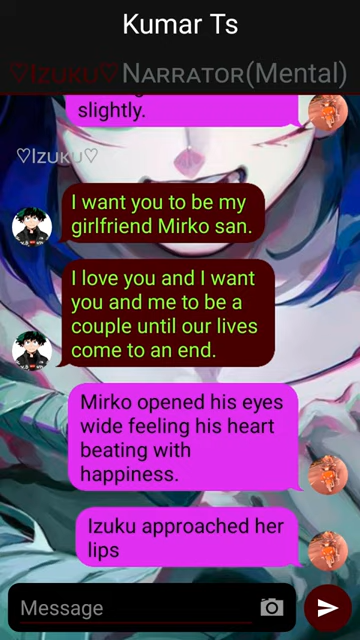 Kumar Ts
♡Izuku♡ Narrator(Mental)
slightly.
♡Izuku♡
I want you to be my
girlfriend Mirko san.
I love you and I want
you and me to be a
couple until our lives
come to an end.
Mirko opened his eyes
wide feeling his heart
beating with
happiness.
Izuku approached her
lips
Message